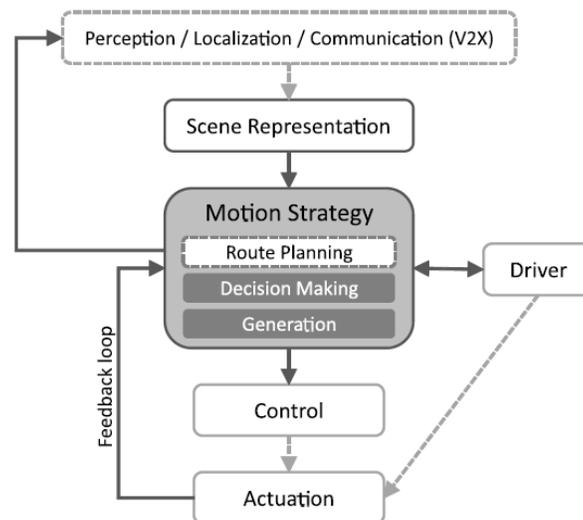 Perception / Localization / Communication (V2X)
Scene Representation
Motion Strategy
Route Planning
Decision Making
Generation
Driver
Feedback loop
Control
Actuation